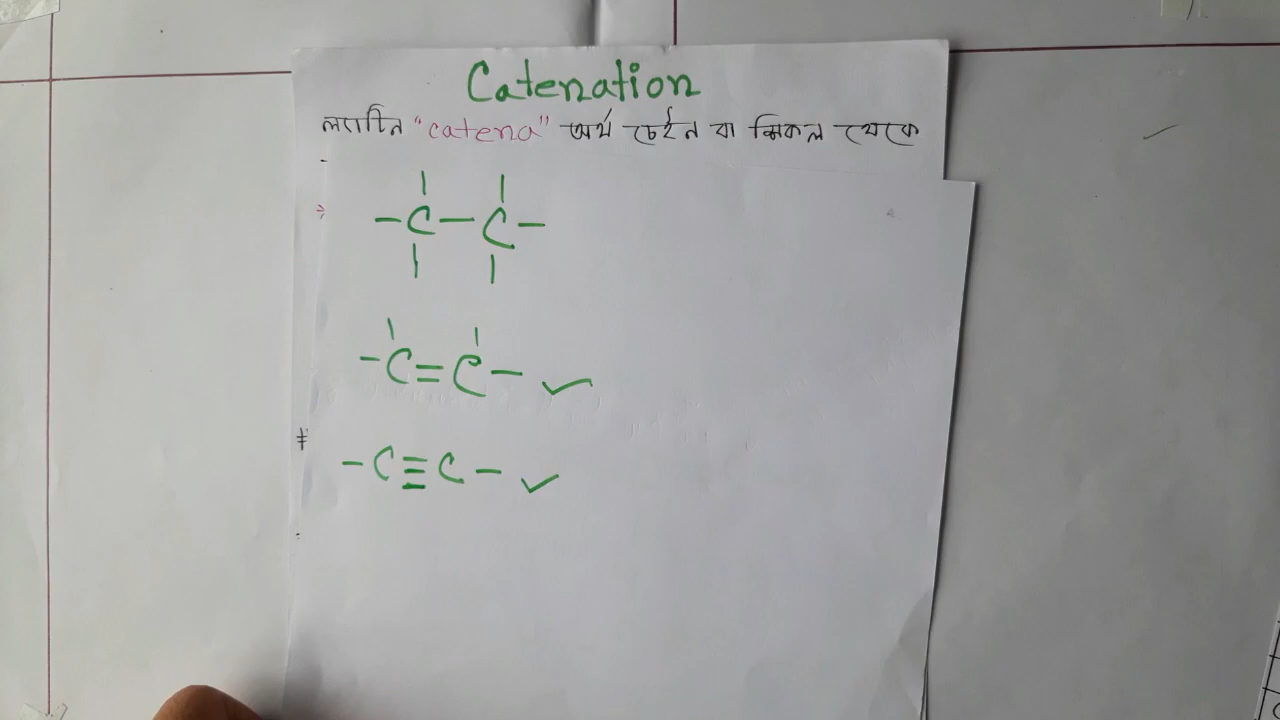 Catenation
ল্যাটিন "catena" অর্থ চেইন বা শিকল থেকে
-C-C-
-C=C-
-C≡C-